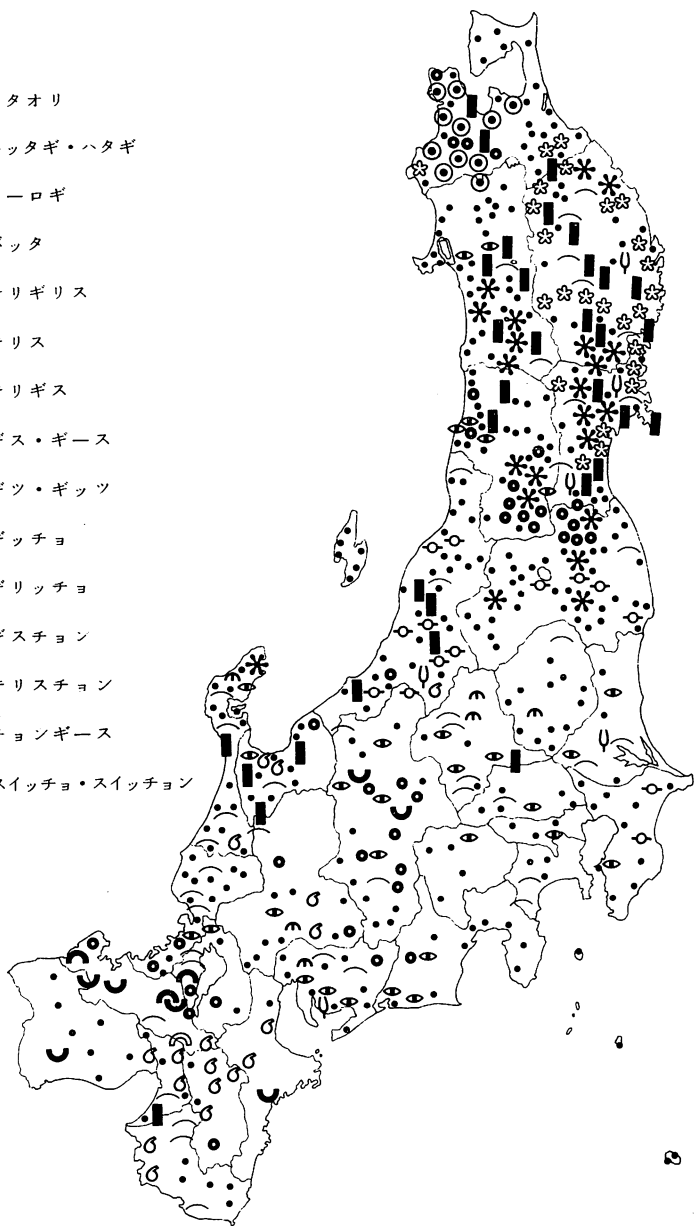 タオリ
ッタギ・ハタギ
ーロギ
ッタ
リギリス
リス
リギス
ス・ギース
ツ・ギッツ
ッチョ
リッチョ
スチョン
リスチョン
ョンギース
スイッチョ・スイッチョン